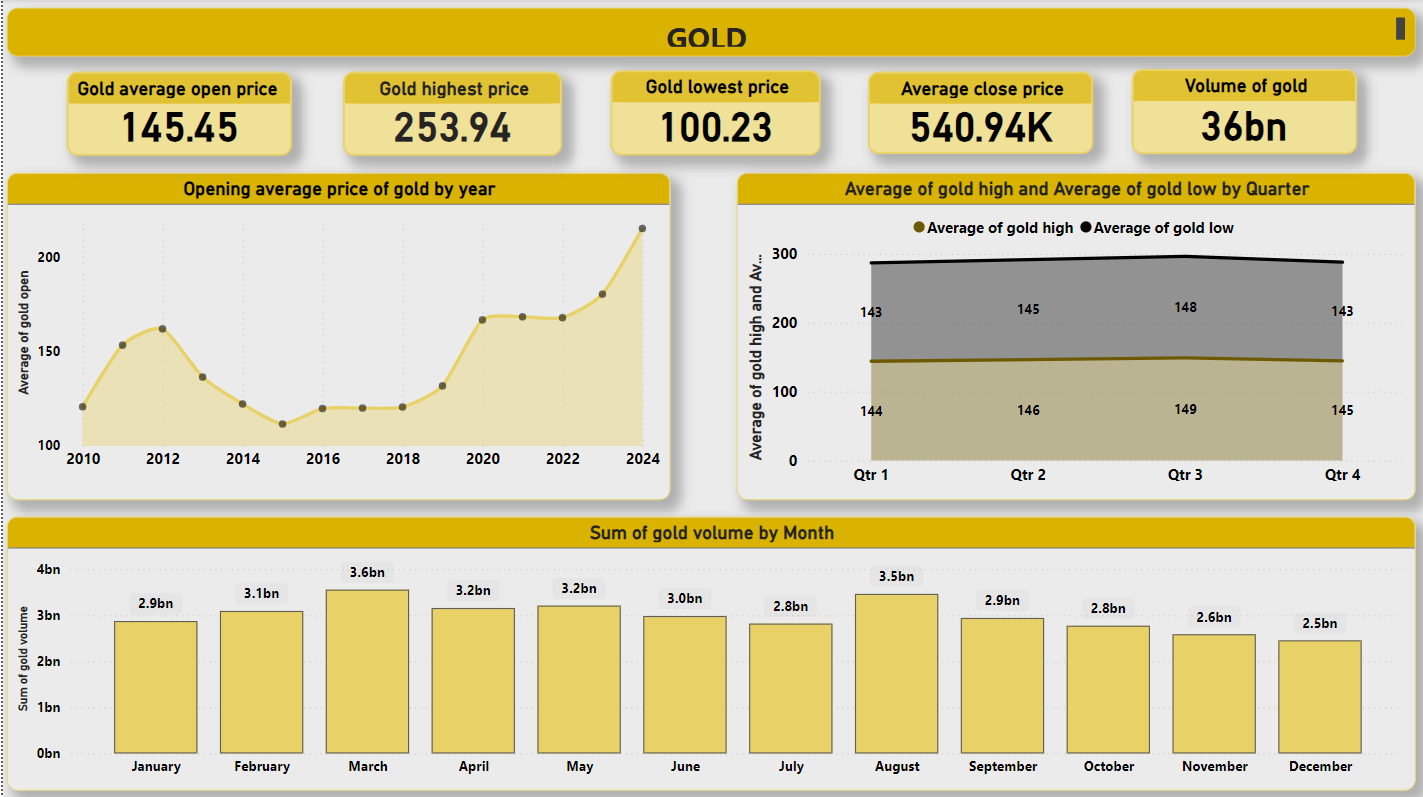 GOLD
Gold average open price
145.45
Gold highest price
253.94
Gold lowest price
100.23
Average close price
540.94K
Volume of gold
36bn
Opening average price of gold by year
Average of gold open
200
150
100
2010 2012 2014 2016 2018 2020 2022 2024
Average of gold high and Average of gold low by Quarter
Average of gold high Average of gold low
Average of gold high and Av...
300
200
100
0
143 145 148 143
144 146 149 145
Qtr 1 Qtr 2 Qtr 3 Qtr 4
Sum of gold volume by Month
Sum of gold volume
4bn
3bn
2bn
1bn
0bn
2.9bn 3.1bn 3.6bn 3.2bn 3.2bn 3.0bn 2.8bn 3.5bn 2.9bn 2.8bn 2.6bn 2.5bn
January February March April May June July August September October November December